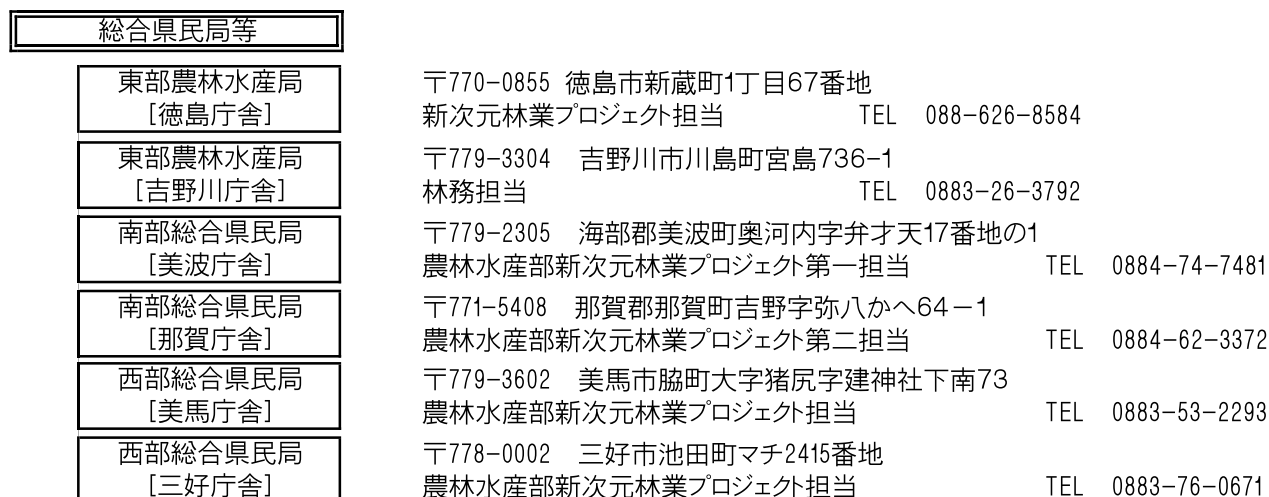 総合県民局等
東部農林水産局
[徳島庁舎]
〒770-0855 徳島市新蔵町1丁目67番地
新次元林業プロジェクト担当 TEL 088-626-8584
東部農林水産局
[吉野川庁舎]
〒779-3304 吉野川市川島町宮島736-1
林務担当 TEL 0883-26-3792
南部総合県民局
[美波庁舎]
〒779-2305 海部郡美波町奥河内字弁才天17番地の1
農林水産部新次元林業プロジェクト第一担当 TEL 0884-74-7481
南部総合県民局
[那賀庁舎]
〒771-5408 那賀郡那賀町吉野字弥八かへ64－1
農林水産部新次元林業プロジェクト第二担当 TEL 0884-62-3372
西部総合県民局
[美馬庁舎]
〒779-3602 美馬市脇町大字猪尻字建神社下南73
農林水産部新次元林業プロジェクト担当 TEL 0883-53-2293
西部総合県民局
[三好庁舎]
〒778-0002 三好市池田町マチ2415番地
農林水産部新次元林業プロジェクト担当 TEL 0883-76-0671